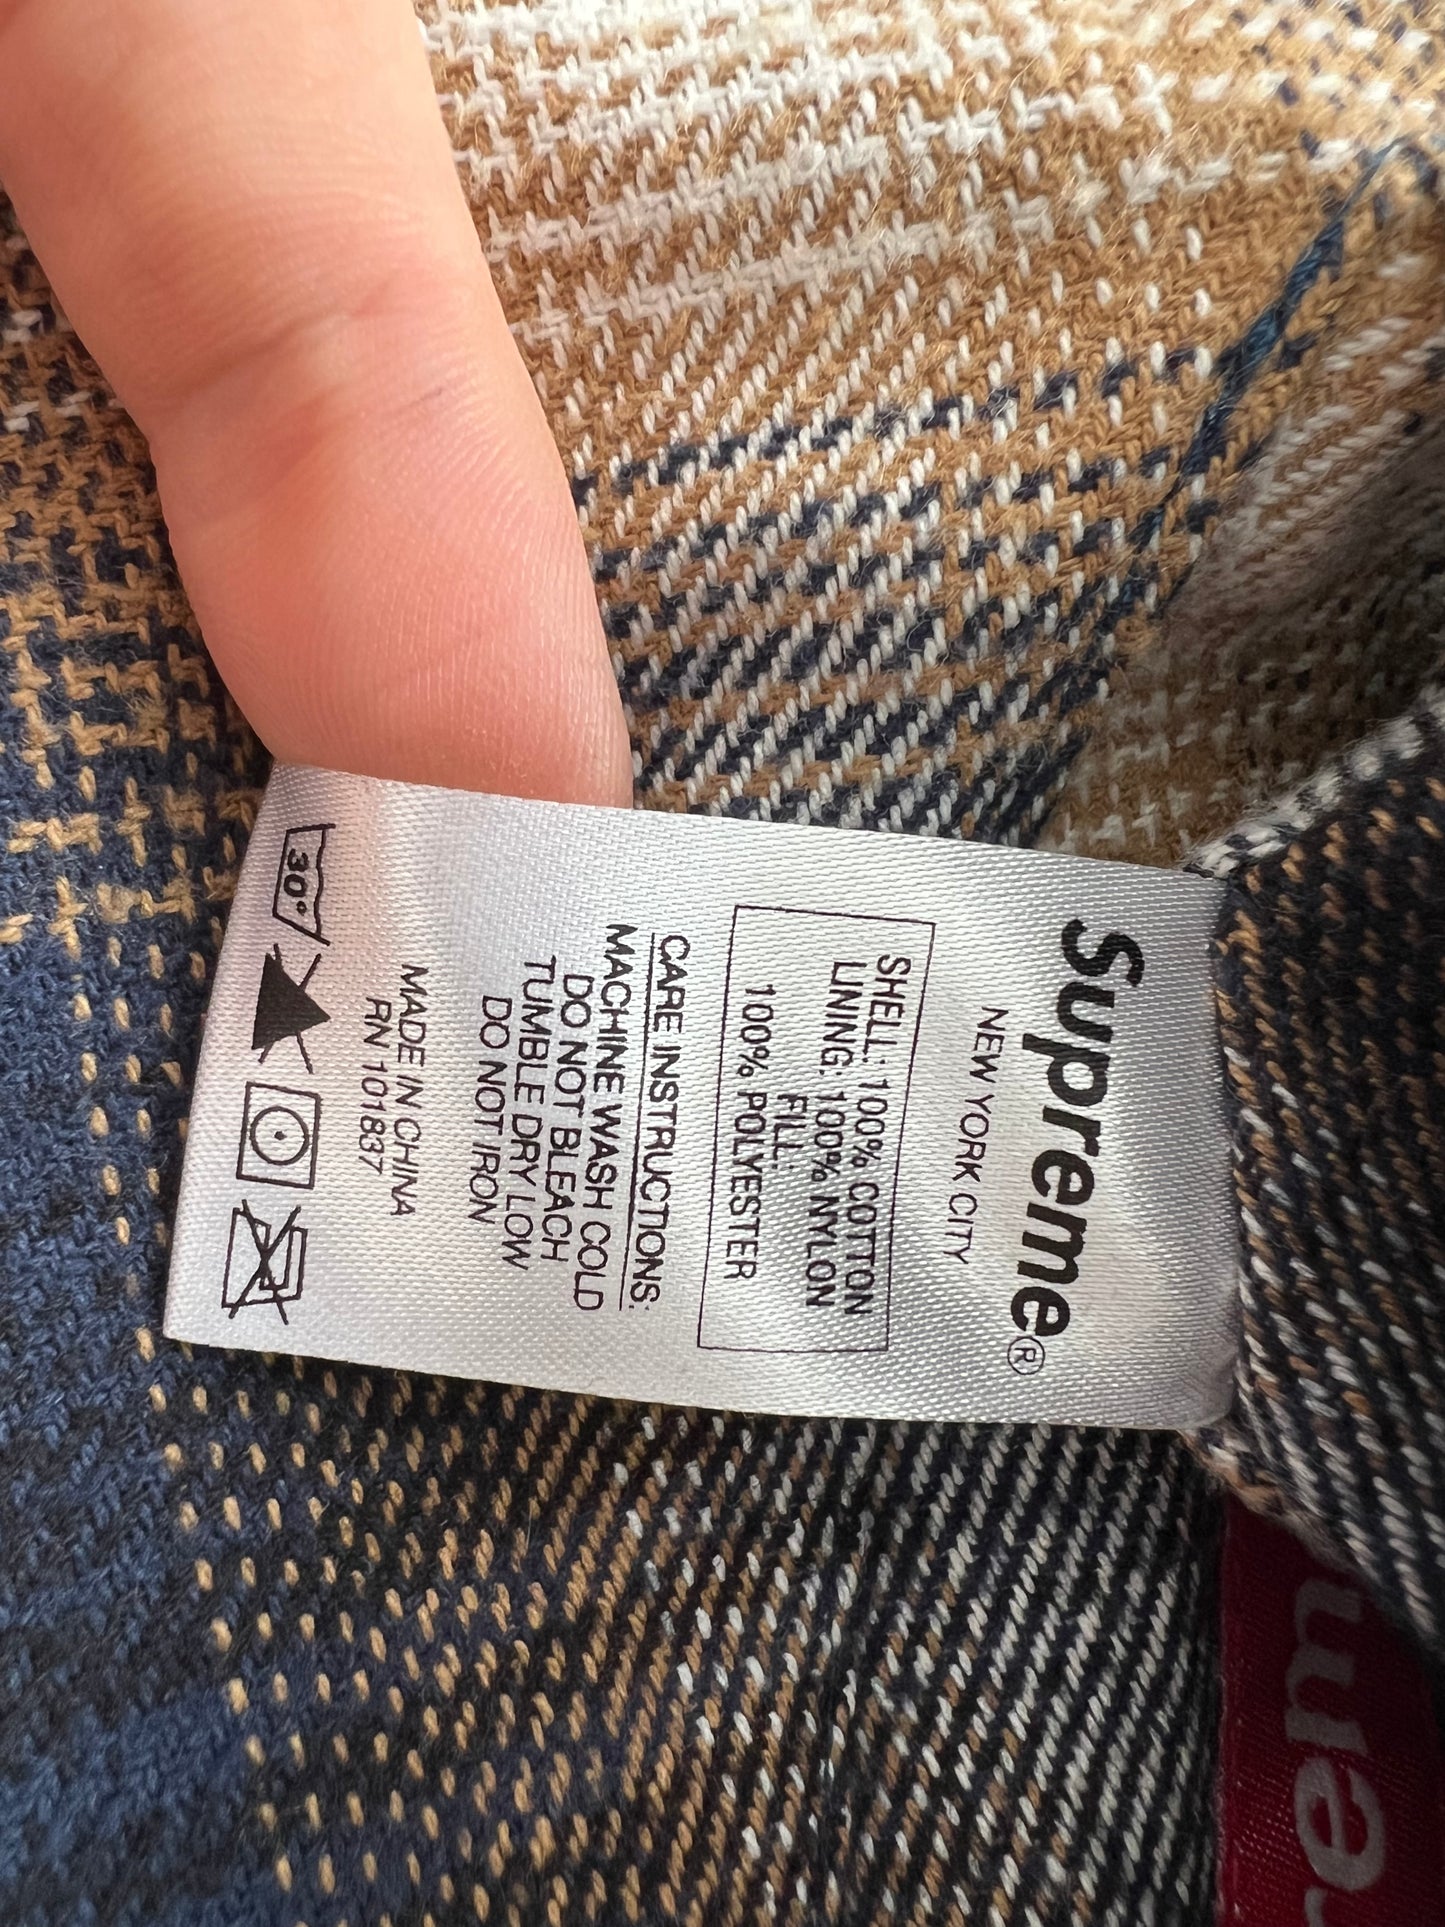 Supreme®
NEW YORK CITY
SHELL: 100% COTTON
LINING: 100% NYLON
FILL:
100% POLYESTER
CARE INSTRUCTIONS:
MACHINE WASH COLD
DO NOT BLEACH
TUMBLE DRY LOW
DO NOT IRON
MADE IN CHINA
RN 101837
30°